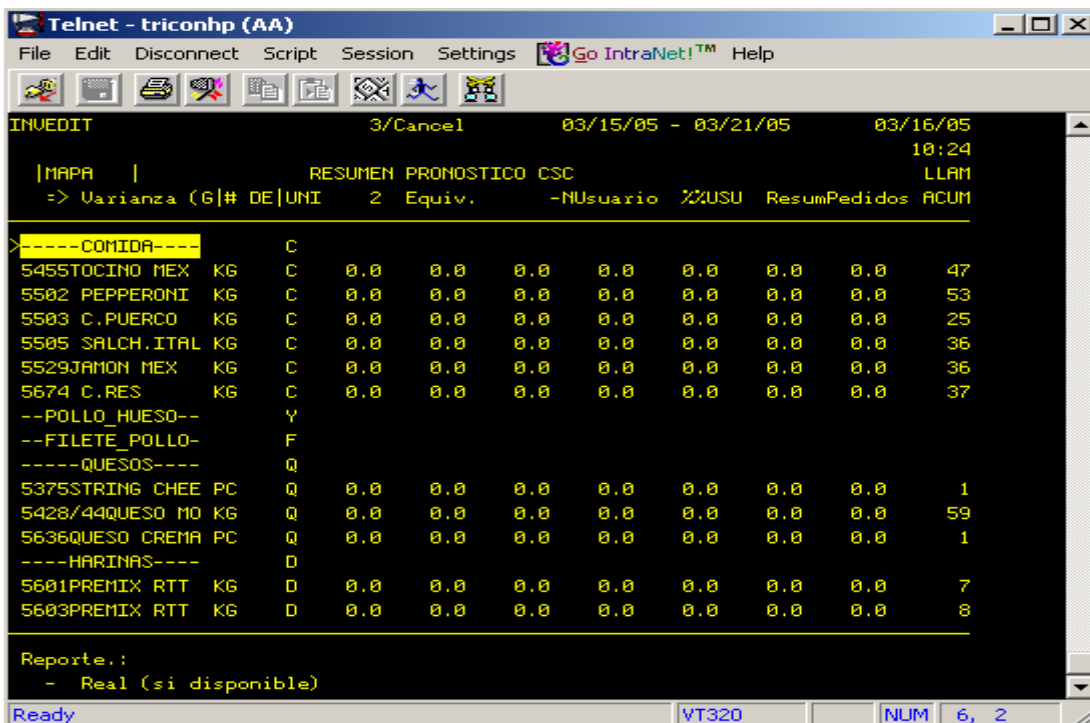 Telnet - triconhp (AA)
File Edit Disconnect Script Session Settings Go IntraNet!™ Help
INVEDIT 3/Cancel 03/15/05 - 03/21/05 03/16/05
10:24
|MAPA | RESUMEN PRONOSTICO CSC LLAM
=> Varianza (G|# DE|UNI 2 Equiv. -NUsuario %%USU ResumPedidos ACUM
>-----COMIDA---- C
5455TOCINO MEX KG C 0.0 0.0 0.0 0.0 0.0 0.0 0.0 47
5502 PEPPERONI KG C 0.0 0.0 0.0 0.0 0.0 0.0 0.0 53
5503 C.PUERCO KG C 0.0 0.0 0.0 0.0 0.0 0.0 0.0 25
5505 SALCH.ITAL KG C 0.0 0.0 0.0 0.0 0.0 0.0 0.0 36
5529JAMON MEX KG C 0.0 0.0 0.0 0.0 0.0 0.0 0.0 36
5674 C.RES KG C 0.0 0.0 0.0 0.0 0.0 0.0 0.0 37
--POLLO_HUESO-- Y
--FILETE_POLLO- F
-----QUESOS---- Q
5375STRING CHEE PC Q 0.0 0.0 0.0 0.0 0.0 0.0 0.0 1
5428/44QUESO MO KG Q 0.0 0.0 0.0 0.0 0.0 0.0 0.0 59
5636QUESO CREMA PC Q 0.0 0.0 0.0 0.0 0.0 0.0 0.0 1
----HARINAS---- D
5601PREMIX RTT KG D 0.0 0.0 0.0 0.0 0.0 0.0 0.0 7
5603PREMIX RTT KG D 0.0 0.0 0.0 0.0 0.0 0.0 0.0 8
Reporte.:
- Real (si disponible)
Ready VT320 NUM 6, 2